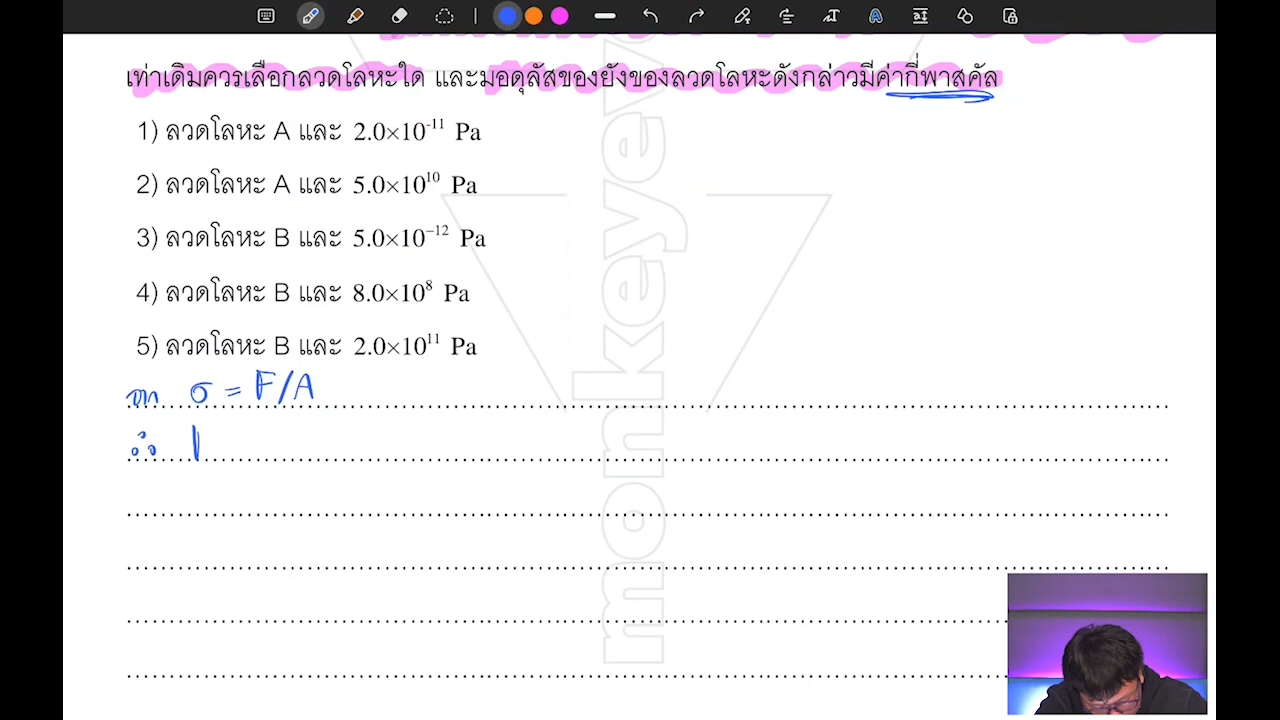 เท่าเดิมควรเลือกลวดโลหะใด และมอดุลัสของยังของลวดโลหะดังกล่าวมีค่ากี่พาสคัล
1) ลวดโลหะ A และ 2.0×10⁻¹¹ Pa
2) ลวดโลหะ A และ 5.0×10¹⁰ Pa
3) ลวดโลหะ B และ 5.0×10⁻¹² Pa
4) ลวดโลหะ B และ 8.0×10⁸ Pa
5) ลวดโลหะ B และ 2.0×10¹¹ Pa
จาก σ = F/A
∴
monkeyev